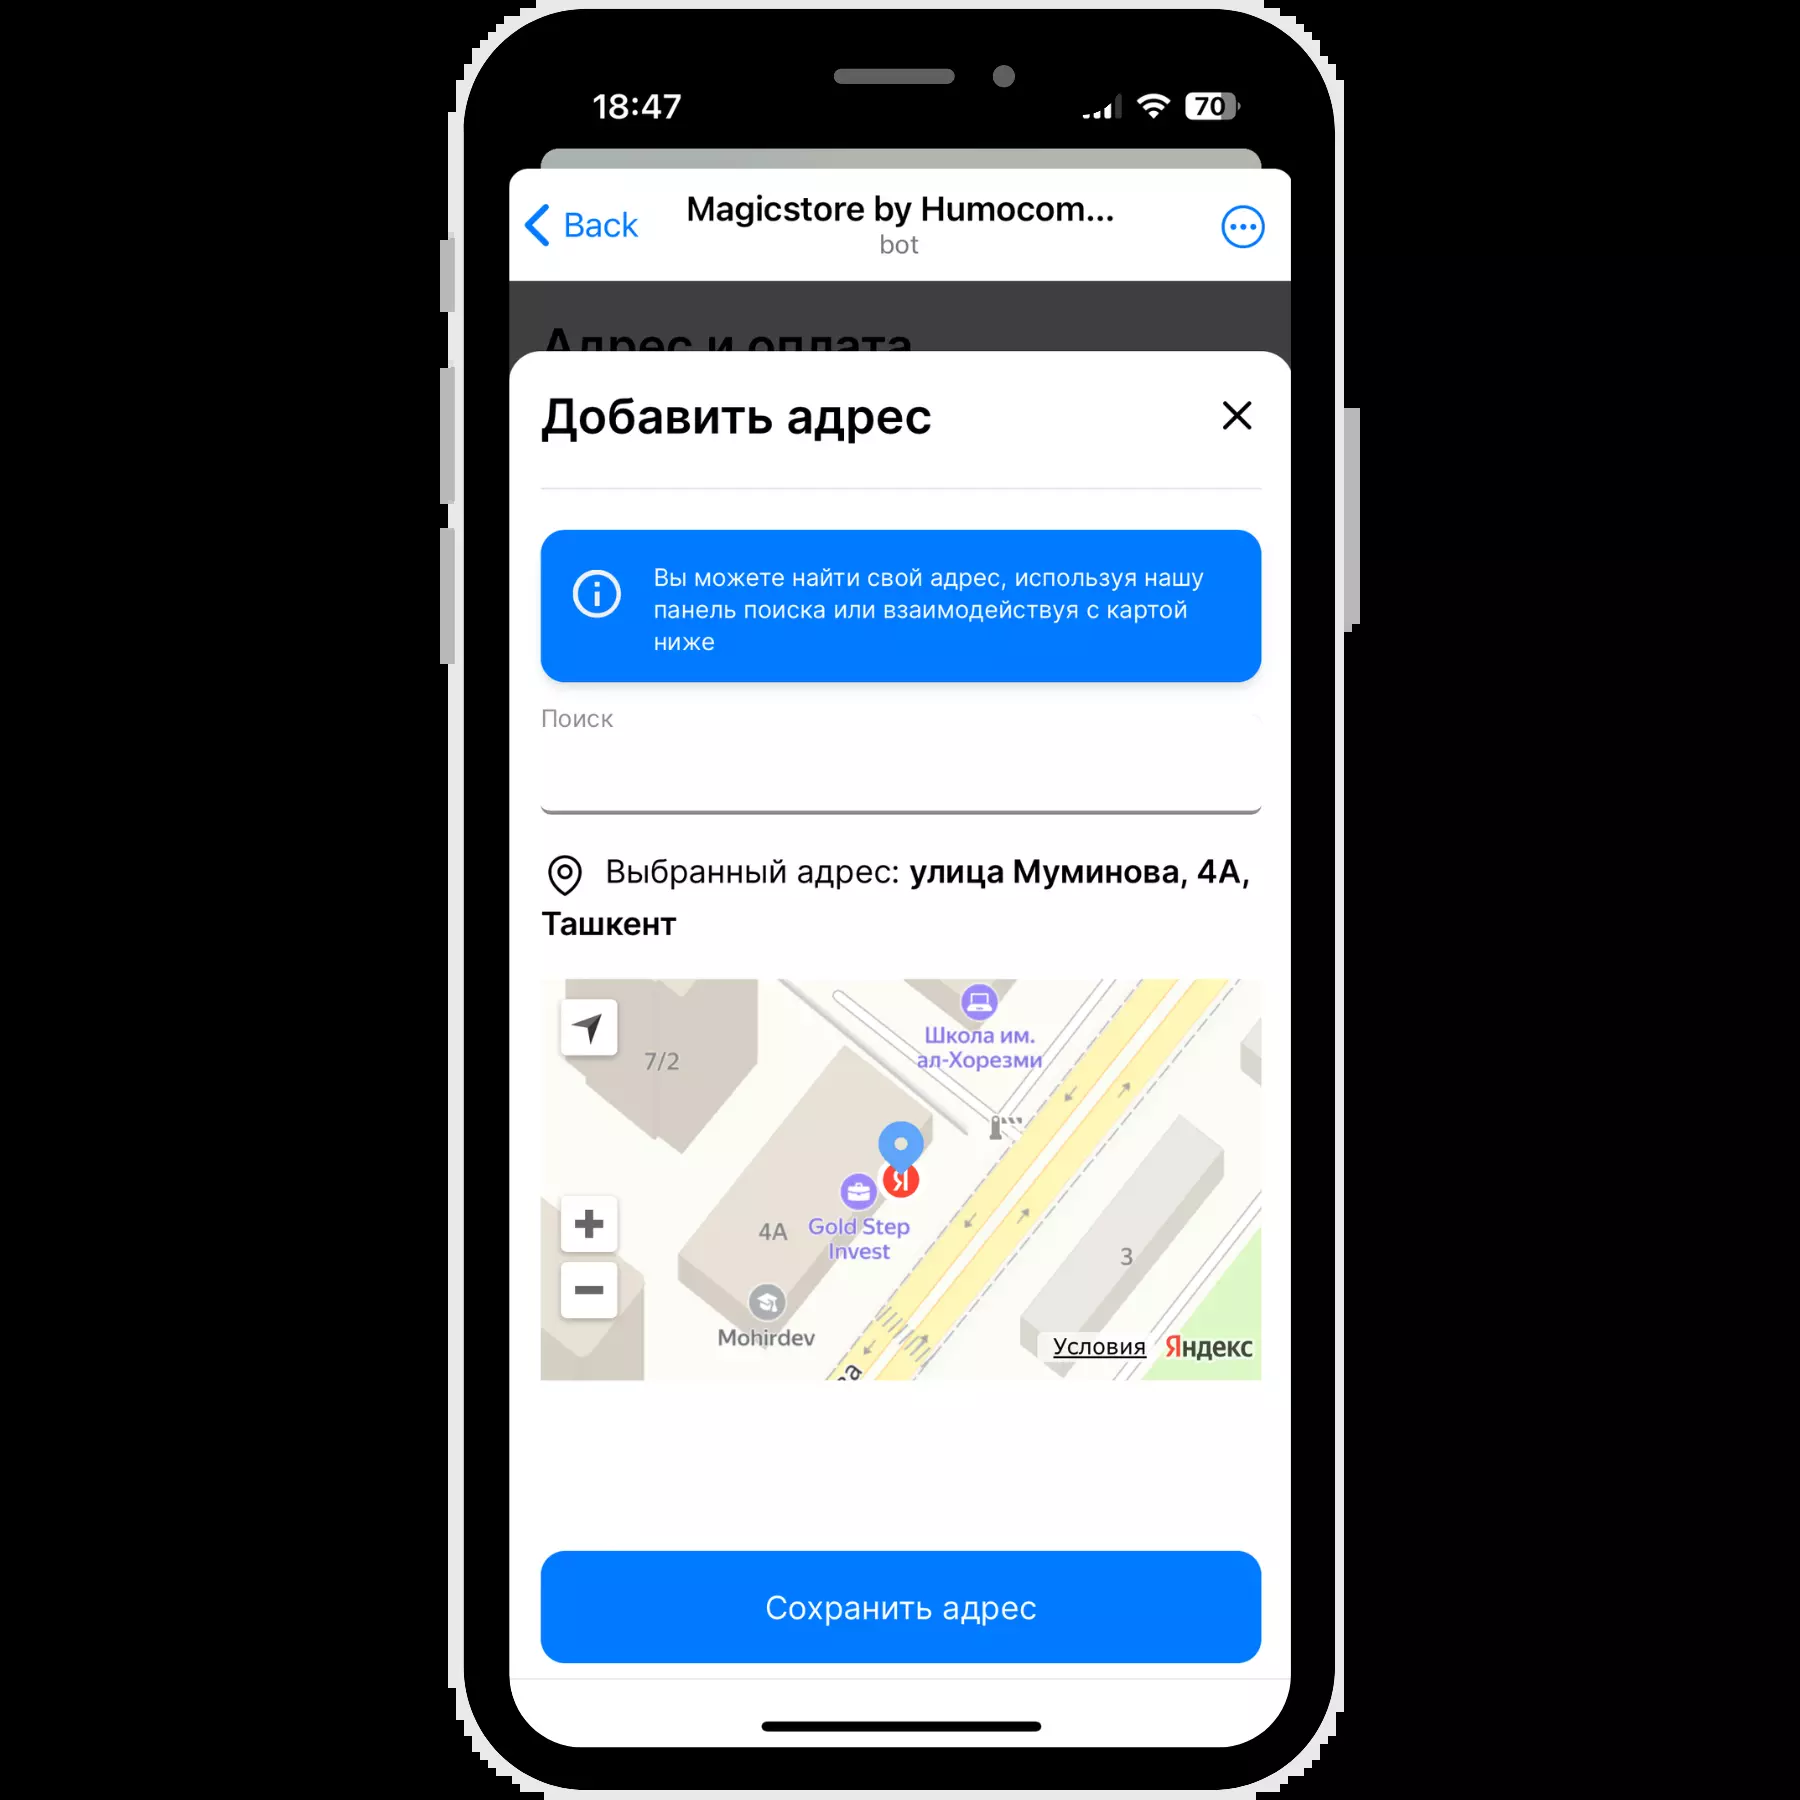 18:47
70
Back
Magicstore by Humocom...
bot
Адрес и оплата
Добавить адрес
Вы можете найти свой адрес, используя нашу
панель поиска или взаимодействуя с картой
ниже
Поиск
Выбранный адрес: улица Муминова, 4А,
Ташкент
Школа им.
ал-Хорезми
7/2
Я
4А
Gold Step
Invest
3
Mohirdev
ва
Условия
Яндекс
Сохранить адрес